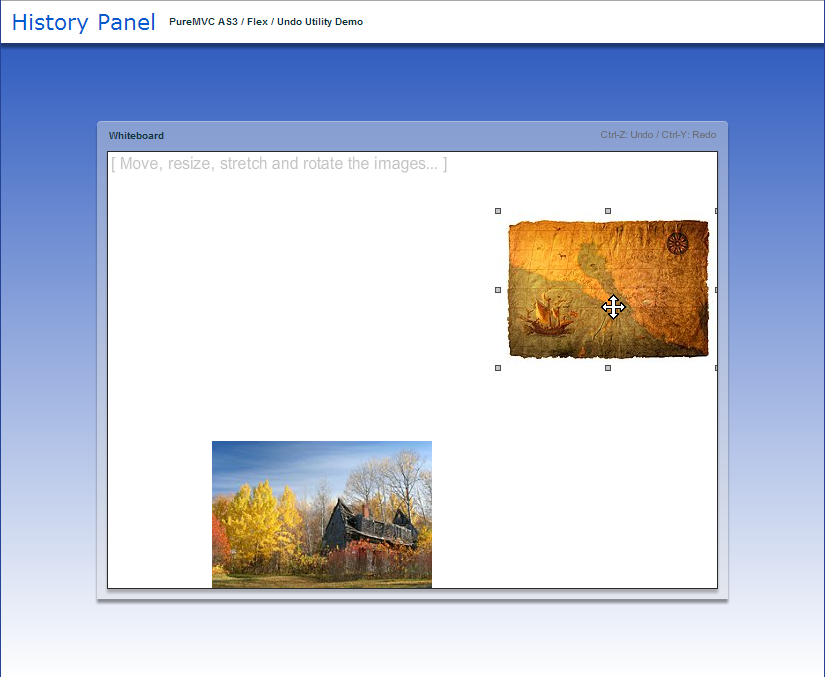 History Panel PureMVC AS3 / Flex / Undo Utility Demo
Whiteboard Ctrl-Z: Undo / Ctrl-Y: Redo
[ Move, resize, stretch and rotate the images... ]